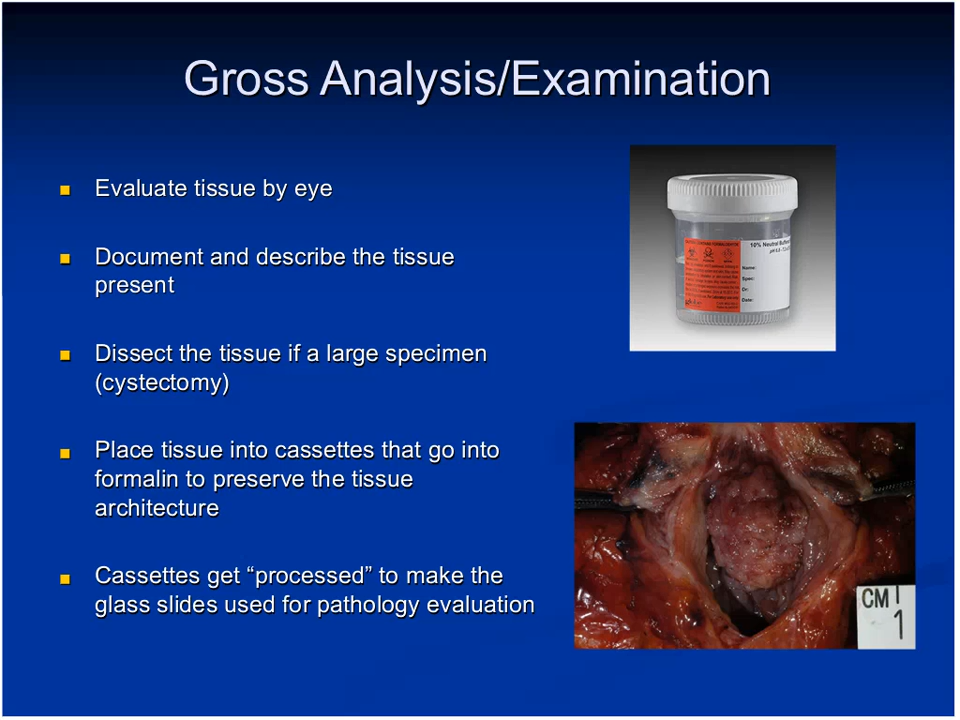 Gross Analysis/Examination
Evaluate tissue by eye
Document and describe the tissue
present
Dissect the tissue if a large specimen
(cystectomy)
Place tissue into cassettes that go into
formalin to preserve the tissue
architecture
Cassettes get “processed” to make the
glass slides used for pathology evaluation
10% Neutral Buffered
Name:
Spec:
Dr:
Date:
CM
1